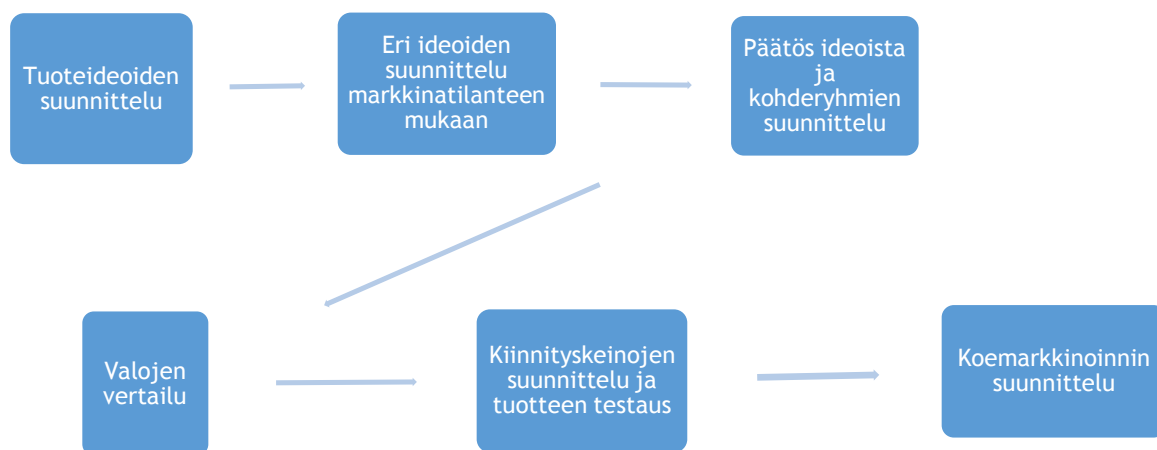 Tuoteideoiden
suunnittelu
Eri ideoiden
suunnittelu
markkinatilanteen
mukaan
Päätös ideoista
ja
kohderyhmien
suunnittelu
Valojen
vertailu
Kiinnityskeinojen
suunnittelu ja
tuotteen testaus
Koemarkkinoinnin
suunnittelu